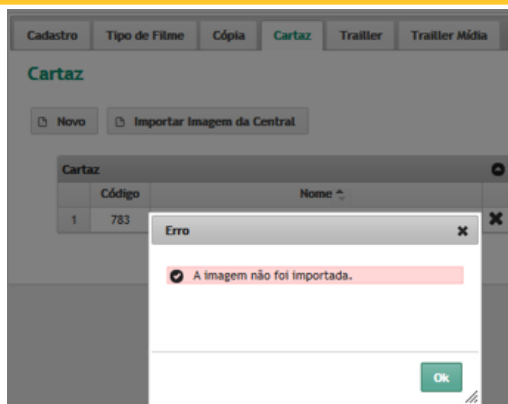 Cadastro Tipo de Filme Cópia Cartaz Trailler Trailler Mídia
Cartaz
Novo Importar Imagem da Central
Cartaz
Código Nome
1 783
Erro
A imagem não foi importada.
Ok